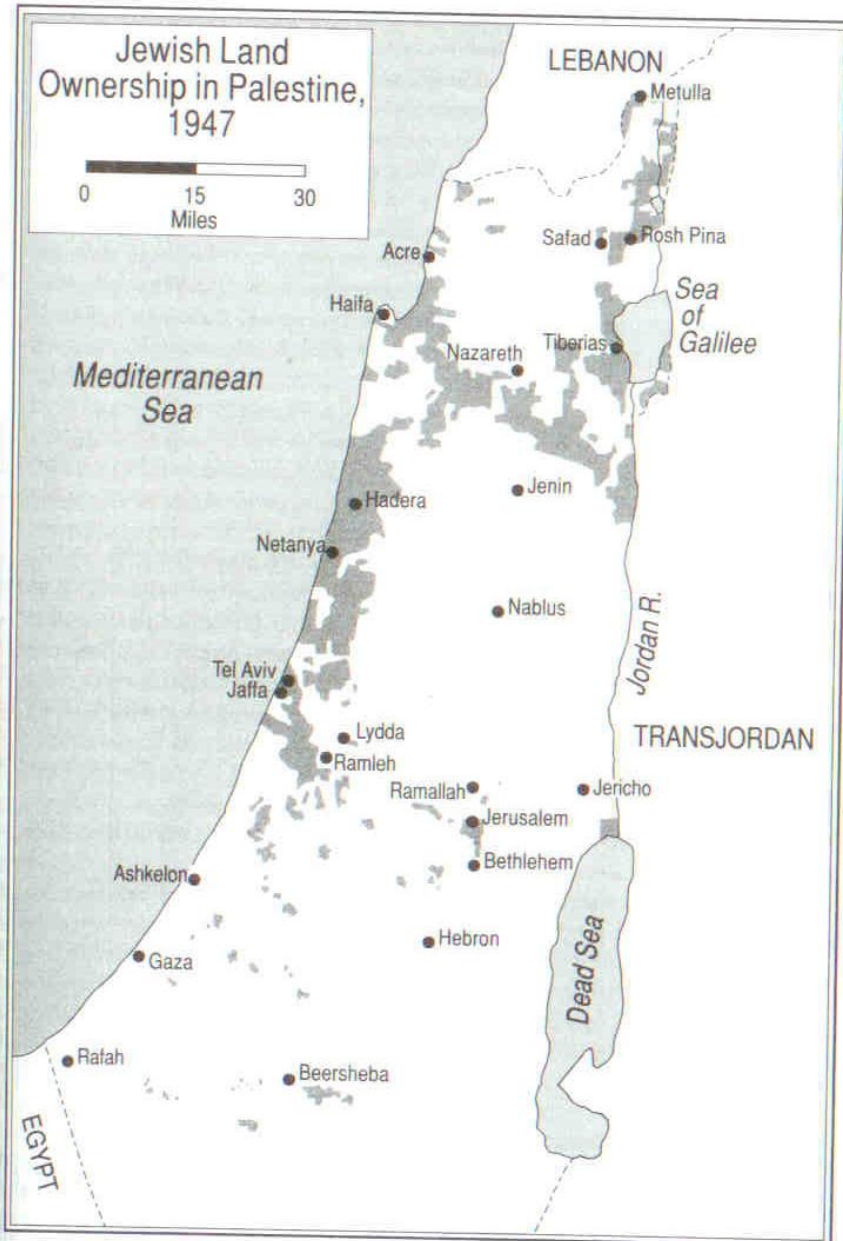 Jewish Land
Ownership in Palestine,
1947
0 15 30
Miles
LEBANON
Metulla
Safad
Rosh Pina
Acre
Sea
of
Galilee
Haifa
Nazareth
Tiberias
Mediterranean
Sea
Hadera
Jenin
Netanya
Nablus
Jordan R.
Tel Aviv
Jaffa
Lydda
TRANSJORDAN
Ramleh
Ramallah
Jericho
Jerusalem
Bethlehem
Ashkelon
Hebron
Dead Sea
Gaza
Rafah
Beersheba
EGYPT